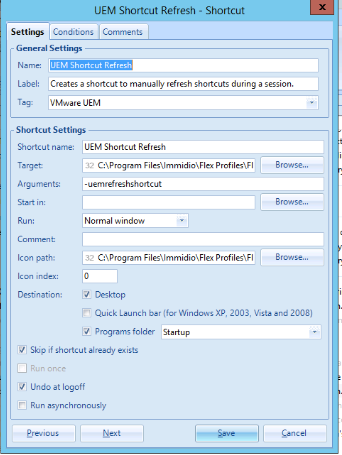 UEM Shortcut Refresh - Shortcut
x
Settings Conditions Comments
General Settings
Name: UEM Shortcut Refresh
Label: Creates a shortcut to manually refresh shortcuts during a session.
Tag: VMware UEM
Shortcut Settings
Shortcut name: UEM Shortcut Refresh
Target: 32 C:\Program Files\Immidio\Flex Profiles\Fl Browse...
Arguments: -uemrefreshshortcut
Start in: Browse...
Run: Normal window
Comment:
Icon path: 32 C:\Program Files\Immidio\Flex Profiles\Fl Browse...
Icon index: 0
Destination: Desktop
Quick Launch bar (for Windows XP, 2003, Vista and 2008)
Programs folder Startup
Skip if shortcut already exists
Run once
Undo at logoff
Run asynchronously
Previous Next Save Cancel